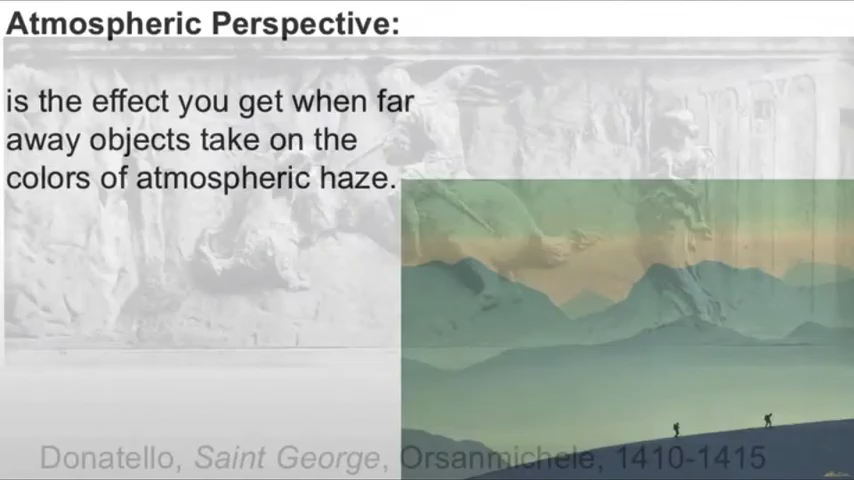 Atmospheric Perspective:
is the effect you get when far
away objects take on the
colors of atmospheric haze.
Donatello, Saint George, Orsanmichele, 1410-1415